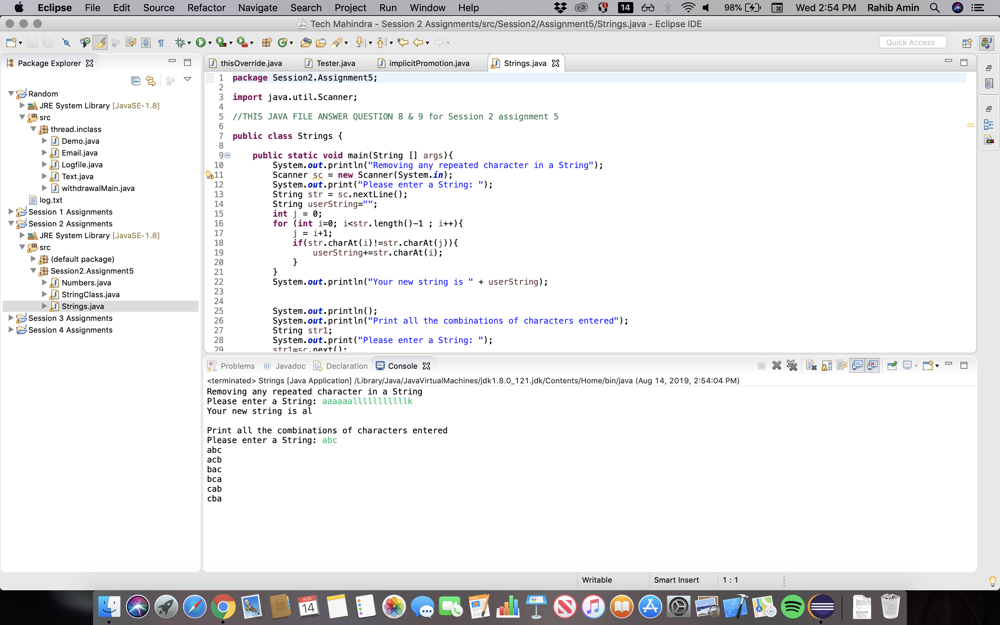 Eclipse File Edit Source Refactor Navigate Search Project Run Window Help 14 98% Wed 2:54 PM Rahib Amin
Tech Mahindra - Session 2 Assignments/src/Session2/Assignment5/Strings.java - Eclipse IDE
Quick Access
Package Explorer
Random
JRE System Library [JavaSE-1.8]
src
thread.inclass
Demo.java
Email.java
Logfile.java
Text.java
withdrawalMain.java
log.txt
Session 1 Assignments
Session 2 Assignments
JRE System Library [JavaSE-1.8]
src
(default package)
Session2.Assignment5
Numbers.java
StringClass.java
Strings.java
Session 3 Assignments
Session 4 Assignments
thisOverride.java Tester.java implicitPromotion.java Strings.java
1 package Session2.Assignment5;
2
3 import java.util.Scanner;
4
5 //THIS JAVA FILE ANSWER QUESTION 8 & 9 for Session 2 assignment 5
6
7 public class Strings {
8
9 public static void main(String [] args){
10 System.out.println("Removing any repeated character in a String");
11 Scanner sc = new Scanner(System.in);
12 System.out.print("Please enter a String: ");
13 String str = sc.nextLine();
14 String userString="";
15 int j = 0;
16 for (int i=0; i<str.length()-1 ; i++){
17 j = i+1;
18 if(str.charAt(i)!=str.charAt(j)){
19 userString+=str.charAt(i);
20 }
21 }
22 System.out.println("Your new string is " + userString);
23
24
25 System.out.println();
26 System.out.println("Print all the combinations of characters entered");
27 String str1;
28 System.out.print("Please enter a String: ");
29 str1=sc.next();
Problems @ Javadoc Declaration Console
<terminated> Strings [Java Application] /Library/Java/JavaVirtualMachines/jdk1.8.0_121.jdk/Contents/Home/bin/java (Aug 14, 2019, 2:54:04 PM)
Removing any repeated character in a String
Please enter a String: aaaaaalllllllllllk
Your new string is al
Print all the combinations of characters entered
Please enter a String: abc
abc
acb
bac
bca
cab
cba
Writable Smart Insert 1 : 1
AUG
14
PAGES
3D
DOCX